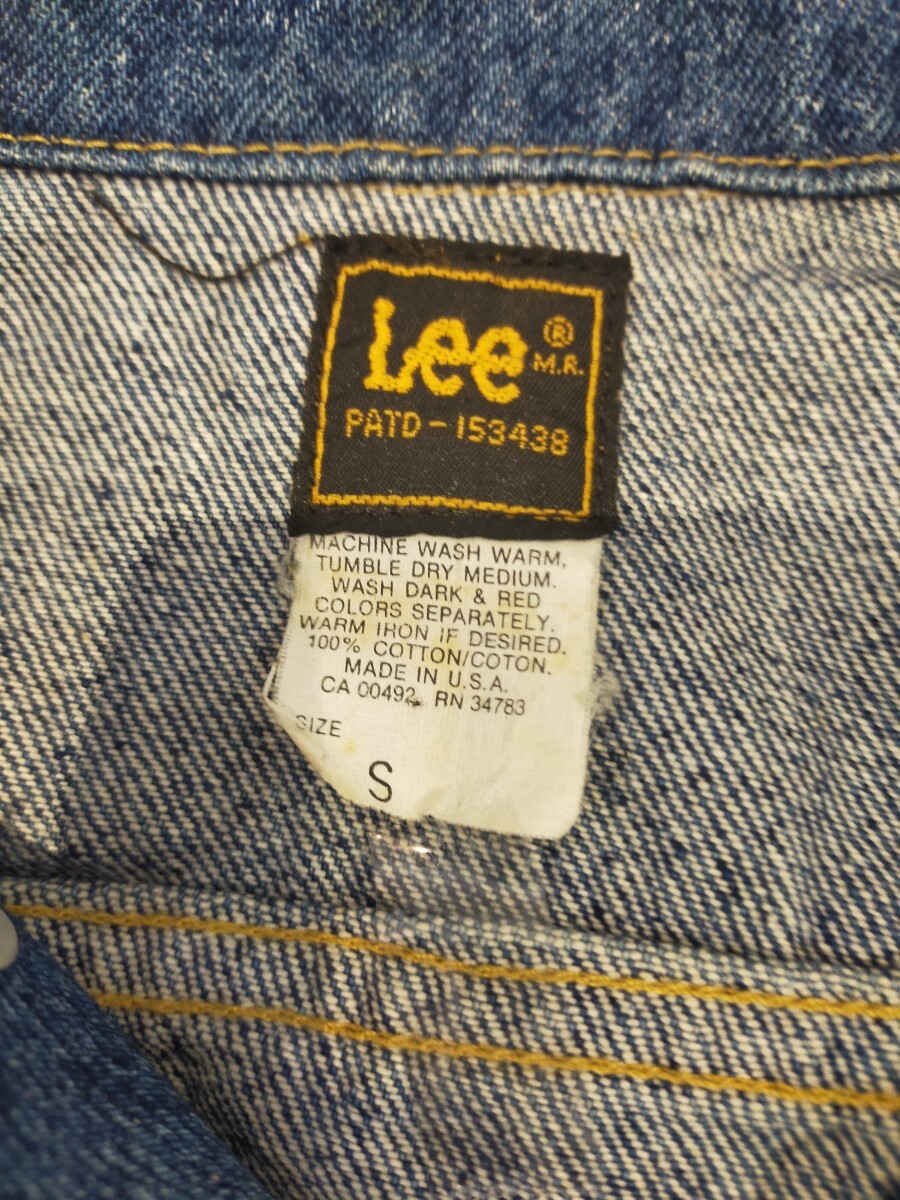 Lee ® M.R.
PATD-153438
MACHINE WASH WARM,
TUMBLE DRY MEDIUM.
WASH DARK & RED
COLORS SEPARATELY.
WARM IRON IF DESIRED.
100% COTTON/COTON.
MADE IN U.S.A.
CA 00492 RN 34783
SIZE
S